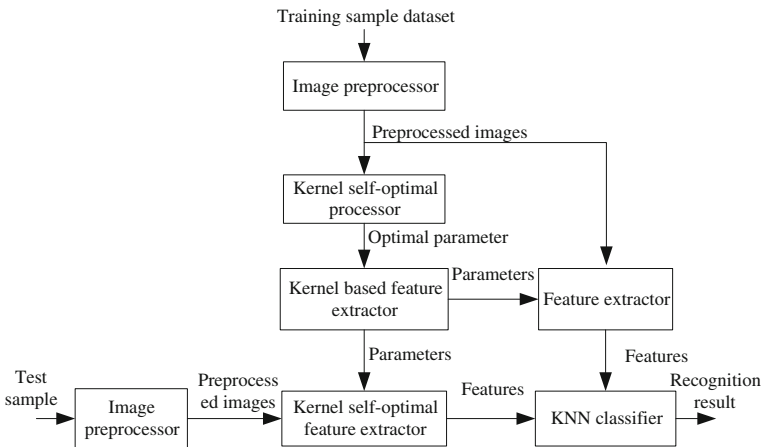 Training sample dataset
Image preprocessor
Preprocessed images
Kernel self-optimal
processor
Optimal parameter
Kernel based feature
extractor
Parameters
Feature extractor
Parameters
Features
Test
sample
Image
preprocessor
Preprocess
ed images
Kernel self-optimal
feature extractor
Features
KNN classifier
Recognition
result